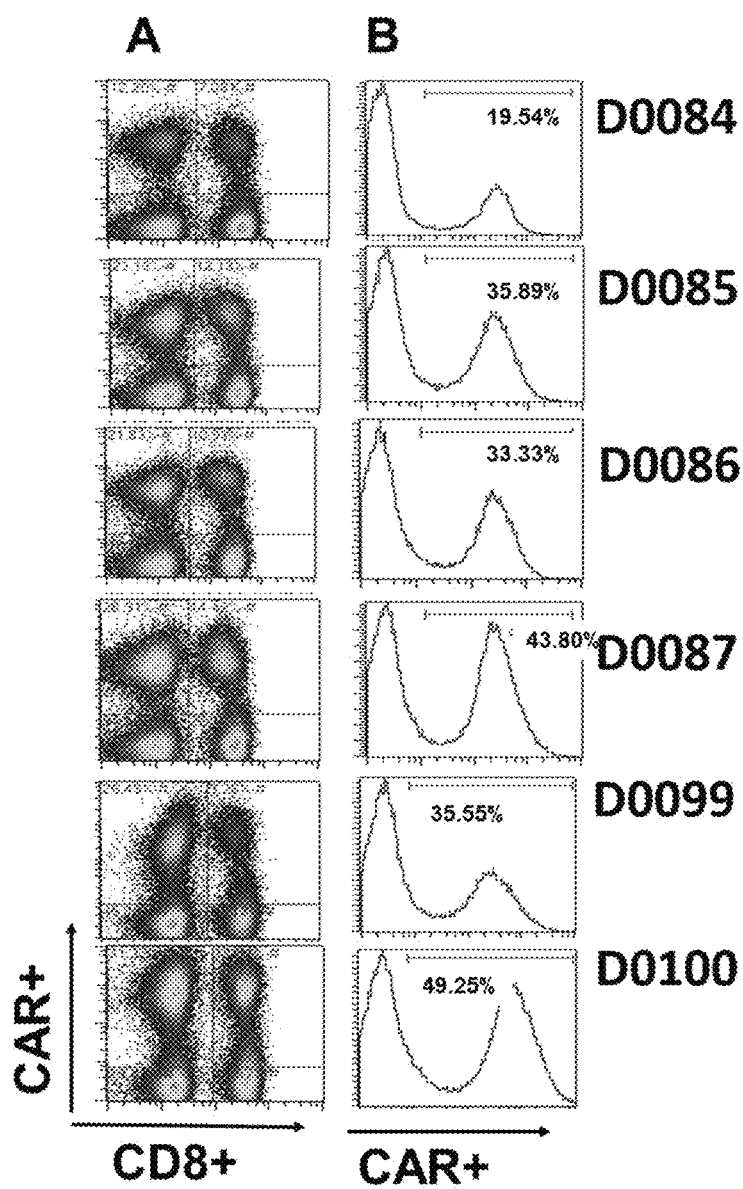 A B
19.54% D0084
35.89% D0085
33.33% D0086
43.80% D0087
35.55% D0099
49.25% D0100
CAR+
CD8+ CAR+